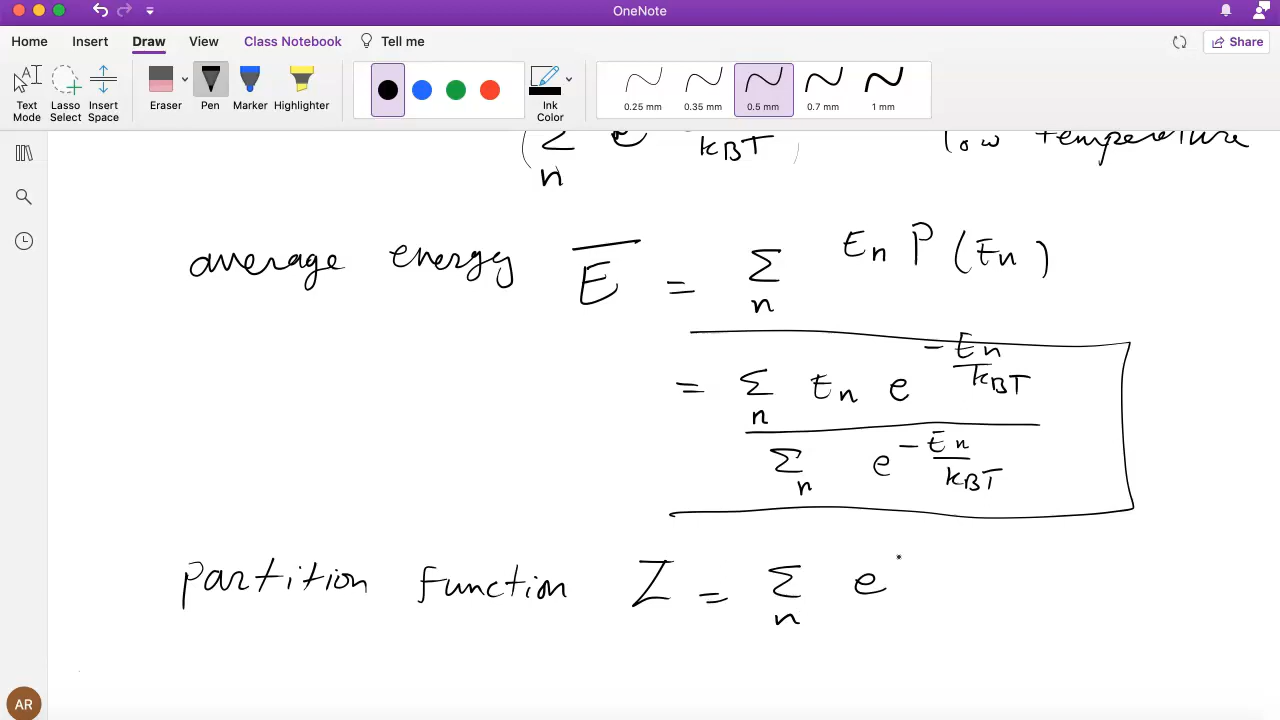 OneNote
Home Insert Draw View Class Notebook Tell me Share
Text Mode Lasso Select Insert Space Eraser Pen Marker Highlighter Ink Color 0.25 mm 0.35 mm 0.5 mm 0.7 mm 1 mm
Σ e kBT low temperature
n
average energy E̅ = Σ En P (En)
n
= Σ En e − En
kBT
n
Σ e − En
n kBT
partition function Z = Σ e
n
AR